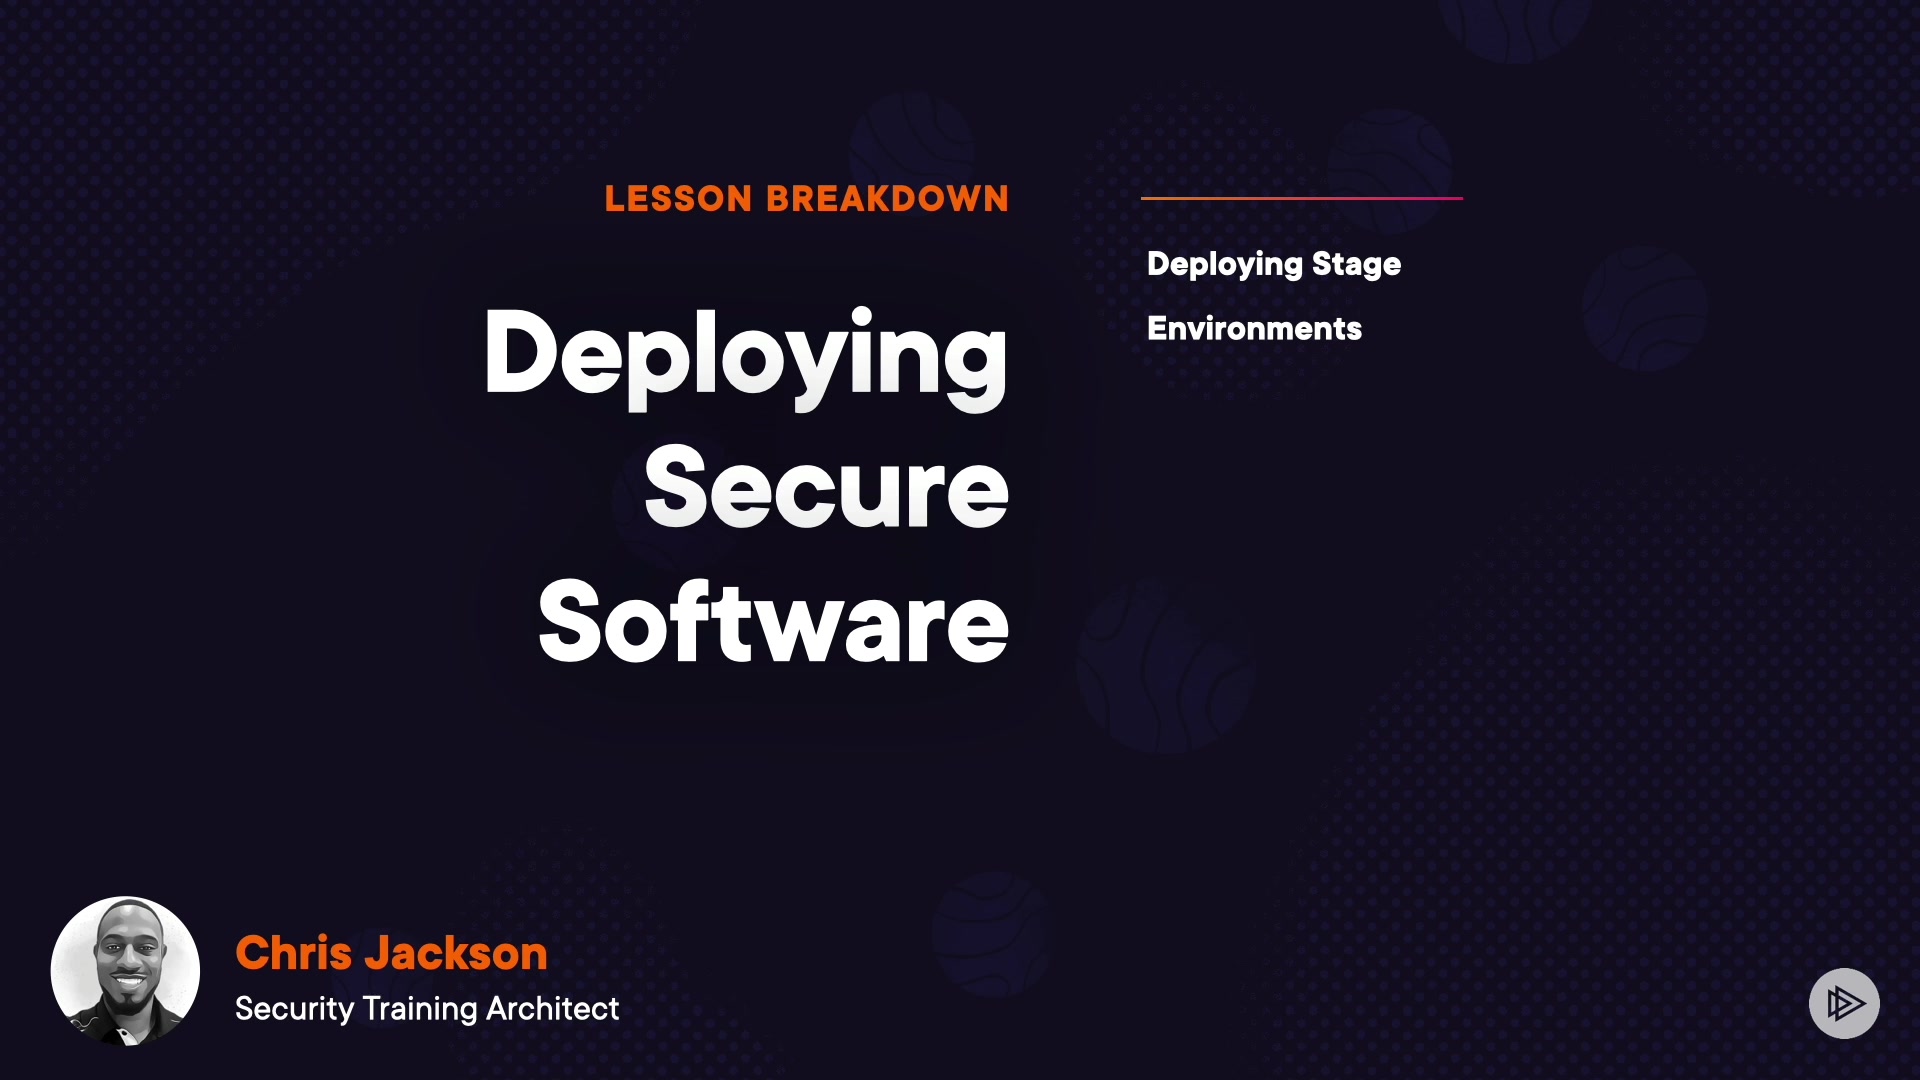 LESSON BREAKDOWN
Deploying
Secure
Software
Deploying Stage
Environments
Chris Jackson
Security Training Architect